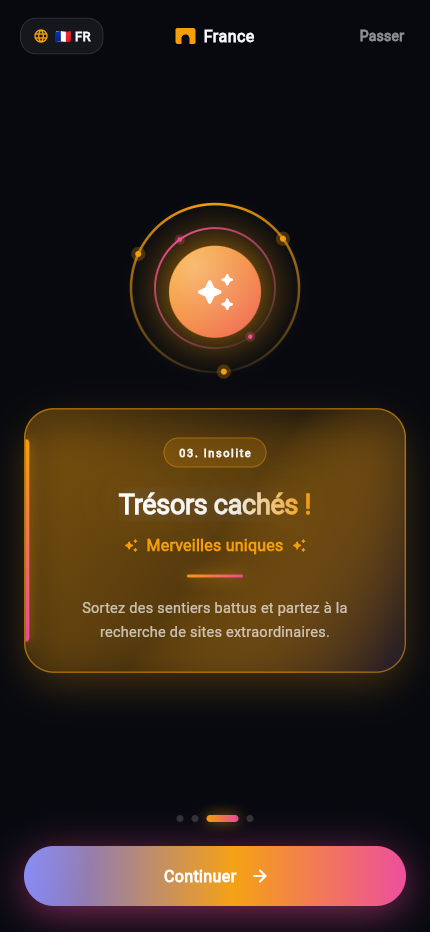 🇫🇷 FR
France
Passer
03. Insolite
Trésors cachés !
Merveilles uniques
Sortez des sentiers battus et partez à la
recherche de sites extraordinaires.
Continuer →